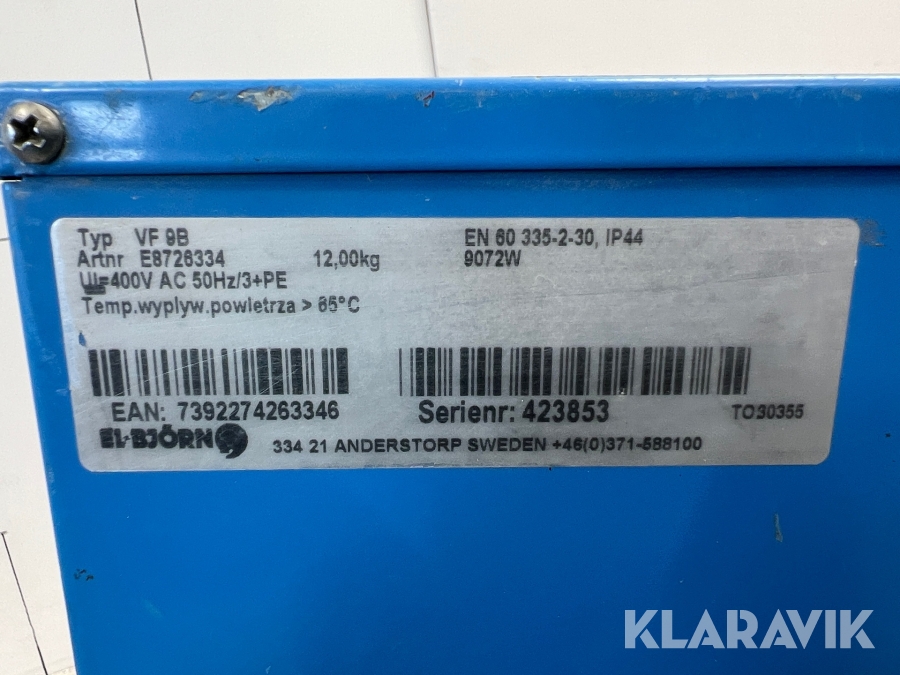 Typ VF 9B EN 60 335-2-30, IP44
Artnr E8726334 12,00kg 9072W
400V AC 50Hz/3+PE
Temp.wyplyw.powietrza > 65°C
EAN: 7392274263346 Serienr: 423853 TO30355
EL-BJÖRN 334 21 ANDERSTORP SWEDEN +46(0)371-588100
KLARAVIK